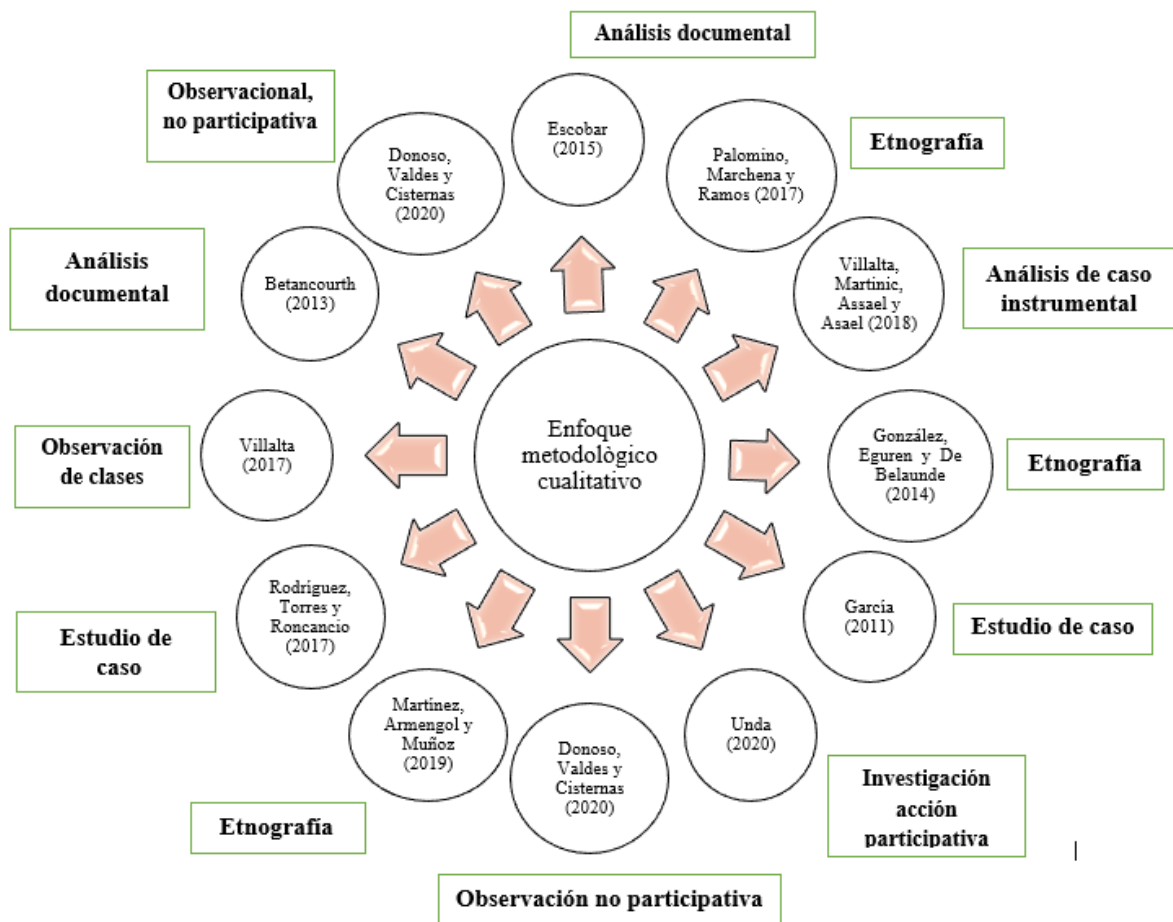 Análisis documental
Escobar
(2015)
Etnografía
Palomino,
Marchena y
Ramos (2017)
Análisis de caso
instrumental
Villalta,
Martinic,
Assael y
Asael (2018)
Etnografía
González,
Eguren y De
Belaunde
(2014)
Estudio de caso
García
(2011)
Investigación
acción
participativa
Unda
(2020)
Observación no participativa
Donoso,
Valdes y
Cisternas
(2020)
Etnografía
Martínez,
Armengol y
Muñoz
(2019)
Estudio de
caso
Rodríguez,
Torres y
Roncancio
(2017)
Observación
de clases
Villalta
(2017)
Análisis
documental
Betancourth
(2013)
Observacional,
no participativa
Donoso,
Valdes y
Cisternas
(2020)
Enfoque
metodològico
cualitativo